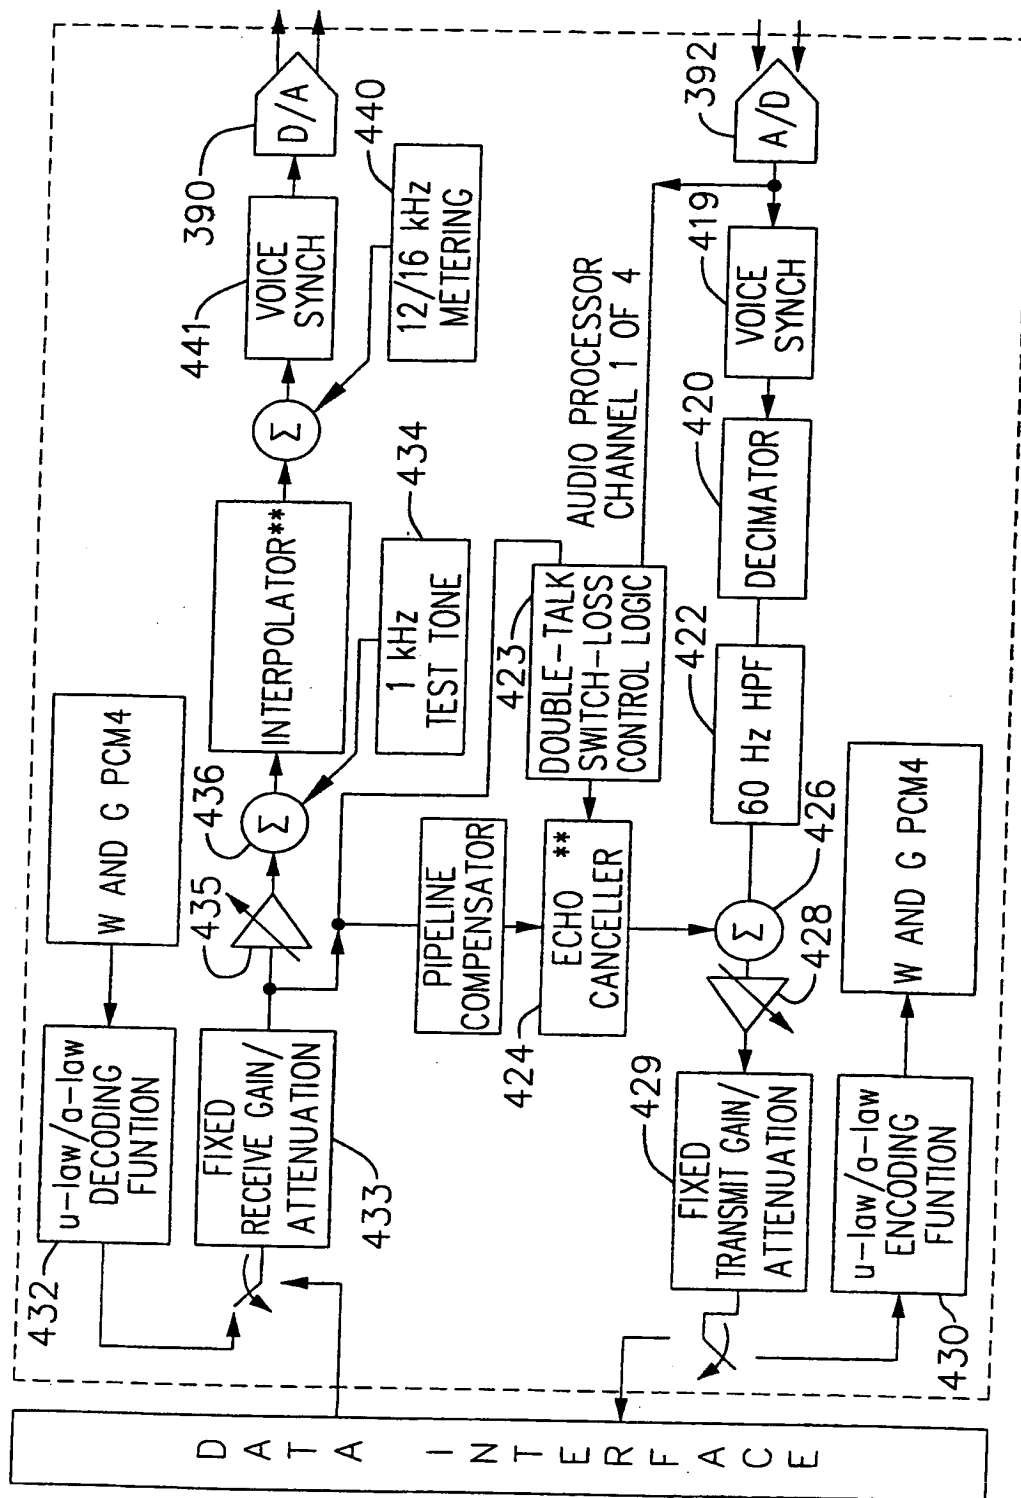 DATA INTERFACE
432
u-law/a-law
DECODING
FUNTION
W AND G PCM4
FIXED
RECEIVE GAIN/
ATTENUATION
433
435
436
Σ
INTERPOLATOR**
Σ
441
VOICE
SYNCH
390
D/A
1 kHz
TEST TONE
434
12/16 kHz
METERING
440
PIPELINE
COMPENSATOR
423
DOUBLE-TALK
SWITCH-LOSS
CONTROL LOGIC
AUDIO PROCESSOR
CHANNEL 1 OF 4
424
ECHO **
CANCELLER
429
FIXED
TRANSMIT GAIN/
ATTENUATION
428
Σ
426
422
60 Hz HPF
420
DECIMATOR
419
VOICE
SYNCH
392
A/D
430
u-law/a-law
ENCODING
FUNTION
W AND G PCM4